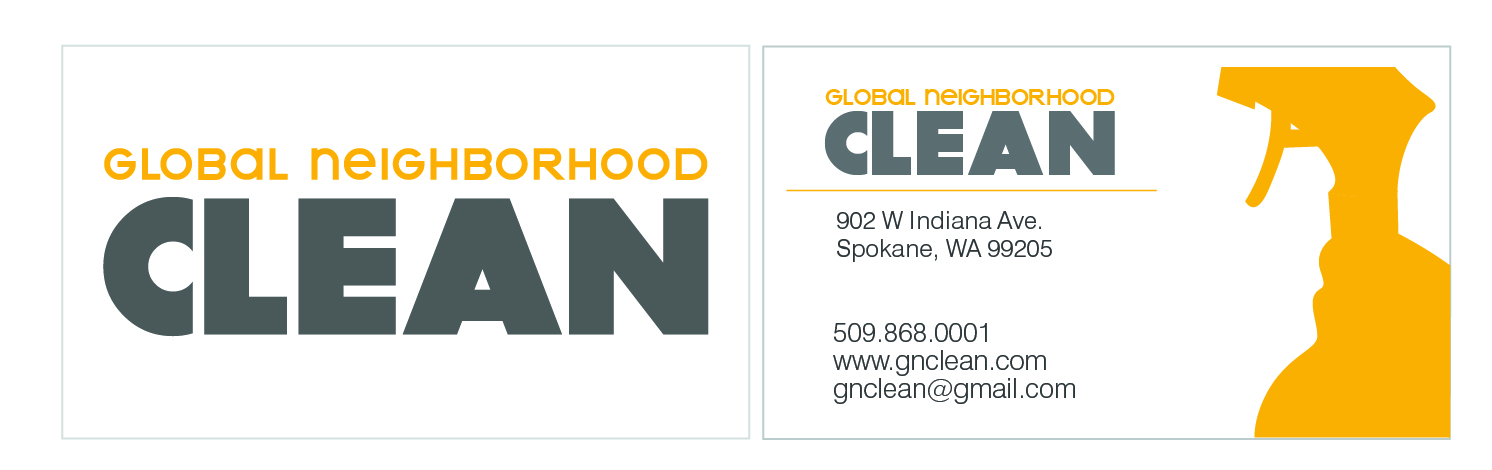 GLOBaL neIGHBORHOOD
CLEAN
GLOBaL neIGHBORHOOD
CLEAN
902 W Indiana Ave.
Spokane, WA 99205
509.868.0001
www.gnclean.com
gnclean@gmail.com